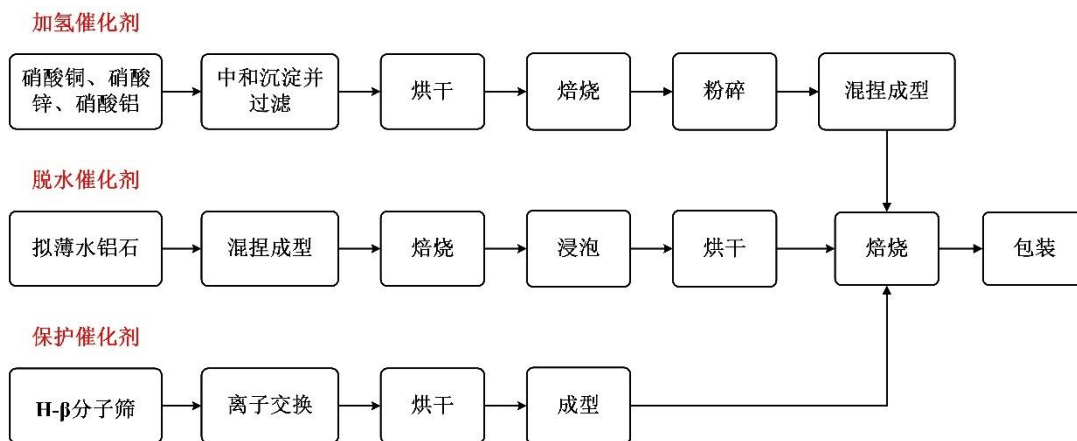 加氢催化剂
硝酸铜、硝酸
锌、硝酸铝
中和沉淀并
过滤
烘干
焙烧
粉碎
混捏成型
脱水催化剂
拟薄水铝石
混捏成型
焙烧
浸泡
烘干
焙烧
包装
保护催化剂
H-β分子筛
离子交换
烘干
成型